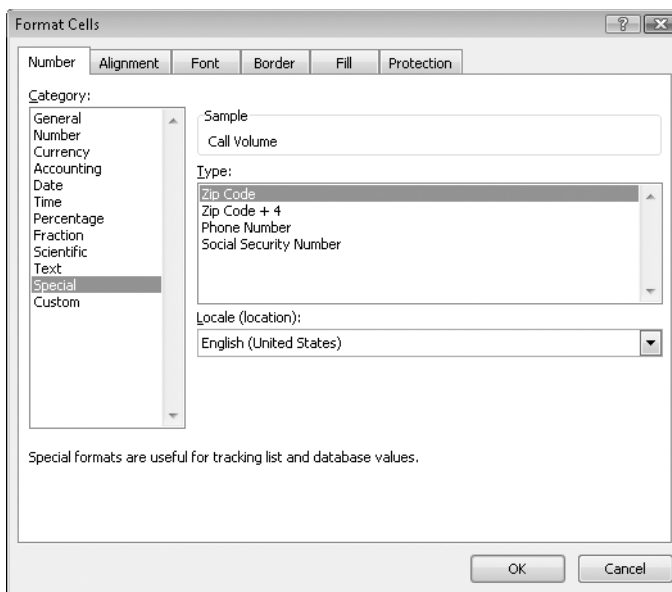 Format Cells
Number Alignment Font Border Fill Protection
Category:
General
Number
Currency
Accounting
Date
Time
Percentage
Fraction
Scientific
Text
Special
Custom
Sample
Call Volume
Type:
Zip Code
Zip Code + 4
Phone Number
Social Security Number
Locale (location):
English (United States)
Special formats are useful for tracking list and database values.
OK Cancel